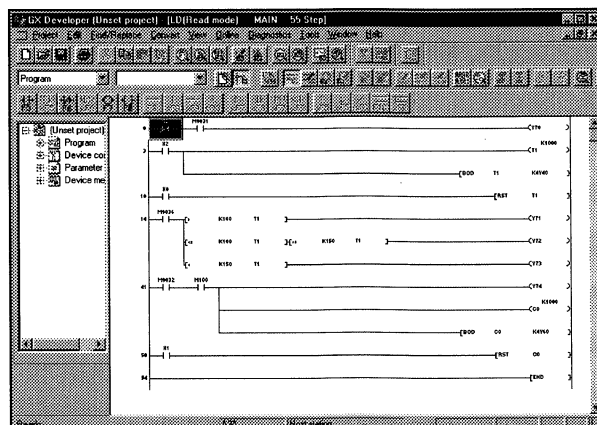 GX Developer (Unset project) - [LD(Read mode) MAIN 55 Step]
Project Edit Find/Replace Convert View Online Diagnostics Tools Window Help
Program
(Unset project)
Program
Device com
Parameter
Device me
0 M9031 (Y70 )
K1000
3 X2 (T1 )
[BCD T1 K4Y40 ]
10 X0 [RST T1 ]
14 M9036 K100 T1 (Y71 )
K100 T1 K150 T1 (Y72 )
K150 T1 (Y73 )
41 M9032 M100 (Y74 )
K1000
(C0 )
[BCD C0 K4Y60 ]
50 X1 [RST C0 ]
54 [END ]